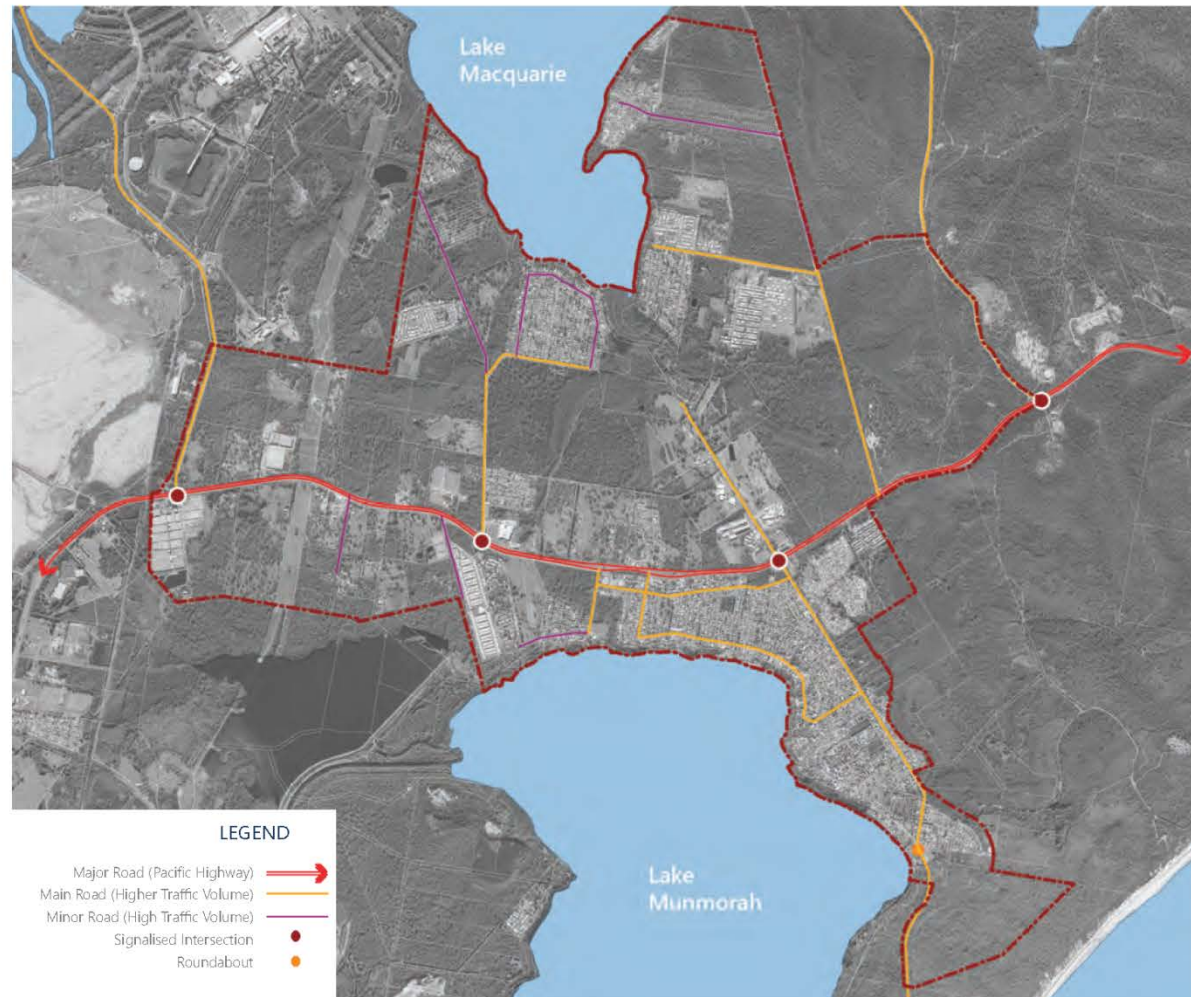 Lake
Macquarie
Lake
Munmorah
LEGEND
Major Road (Pacific Highway)
Main Road (Higher Traffic Volume)
Minor Road (High Traffic Volume)
Signalised Intersection
Roundabout